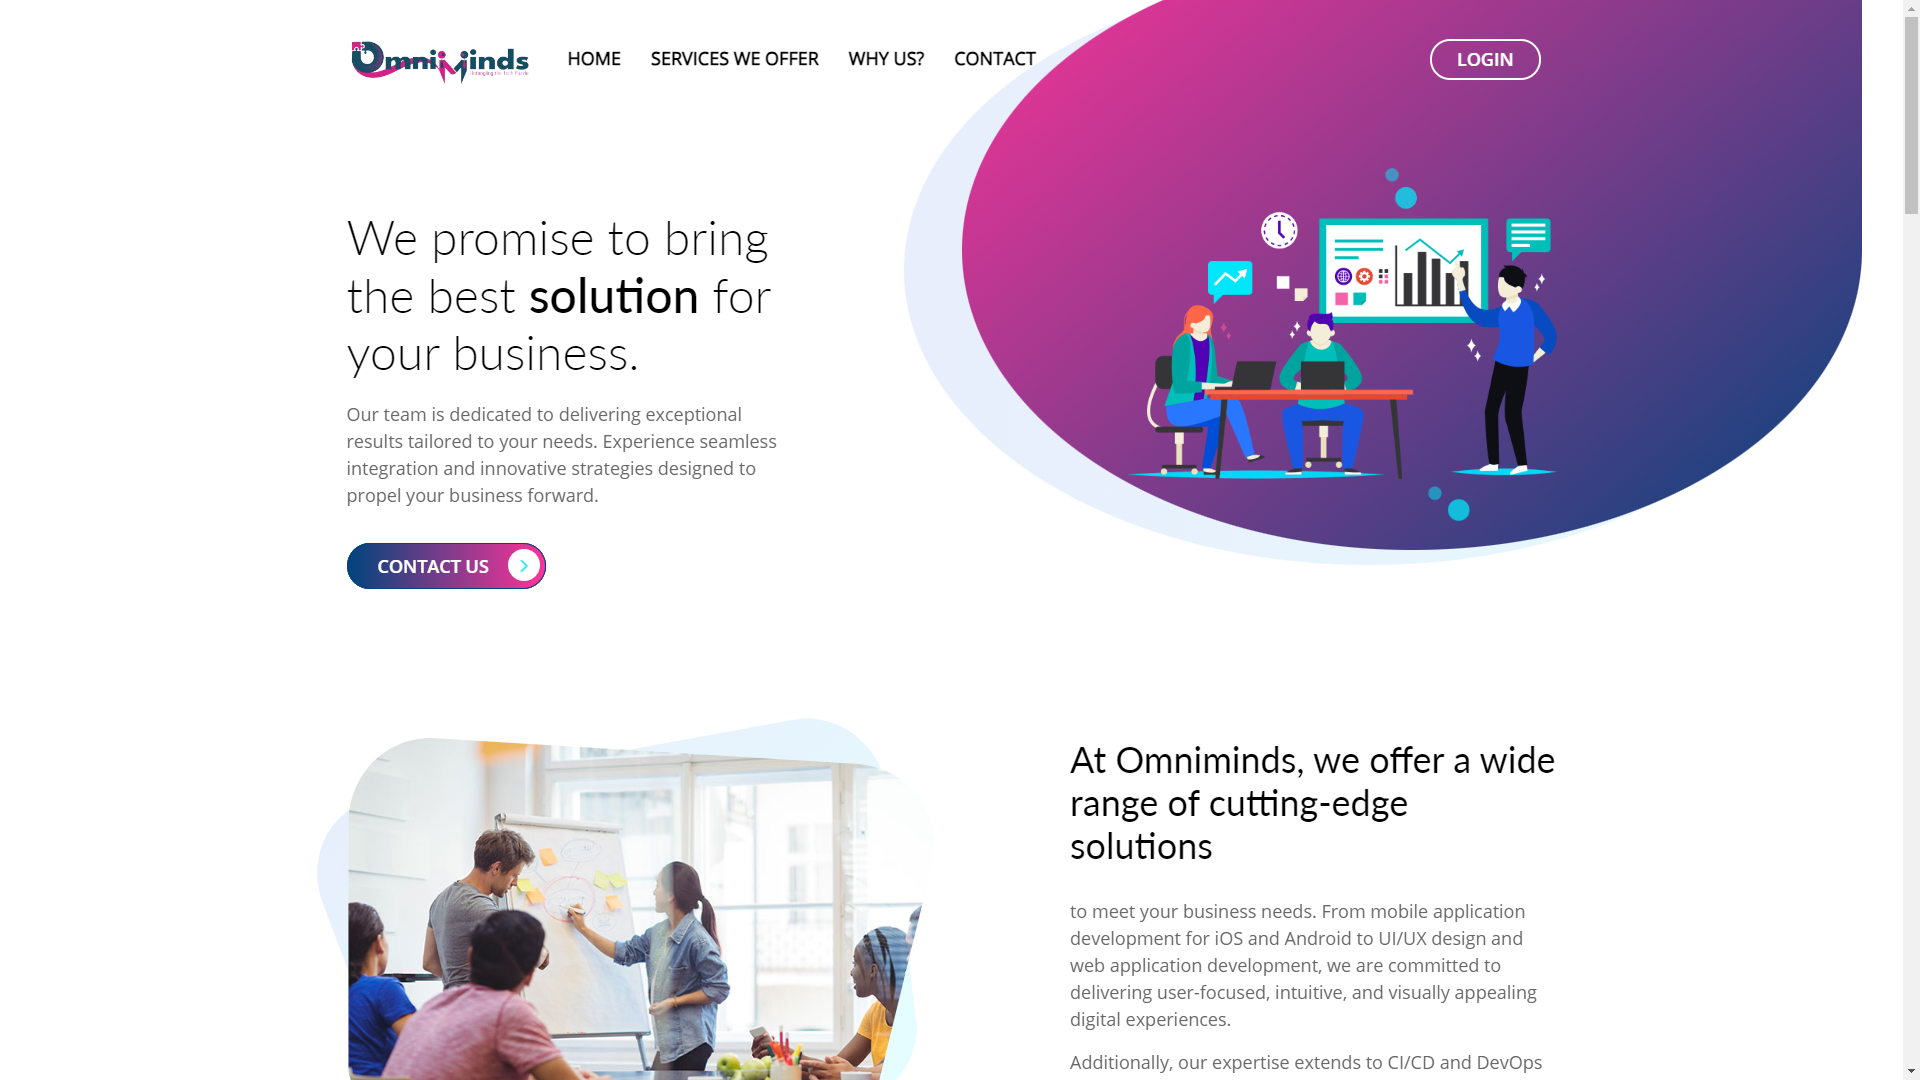 OmniMinds
HOME
SERVICES WE OFFER
WHY US?
CONTACT
LOGIN
We promise to bring
the best solution for
your business.
Our team is dedicated to delivering exceptional
results tailored to your needs. Experience seamless
integration and innovative strategies designed to
propel your business forward.
CONTACT US
At Omniminds, we offer a wide
range of cutting-edge
solutions
to meet your business needs. From mobile application
development for iOS and Android to UI/UX design and
web application development, we are committed to
delivering user-focused, intuitive, and visually appealing
digital experiences.
Additionally, our expertise extends to CI/CD and DevOps